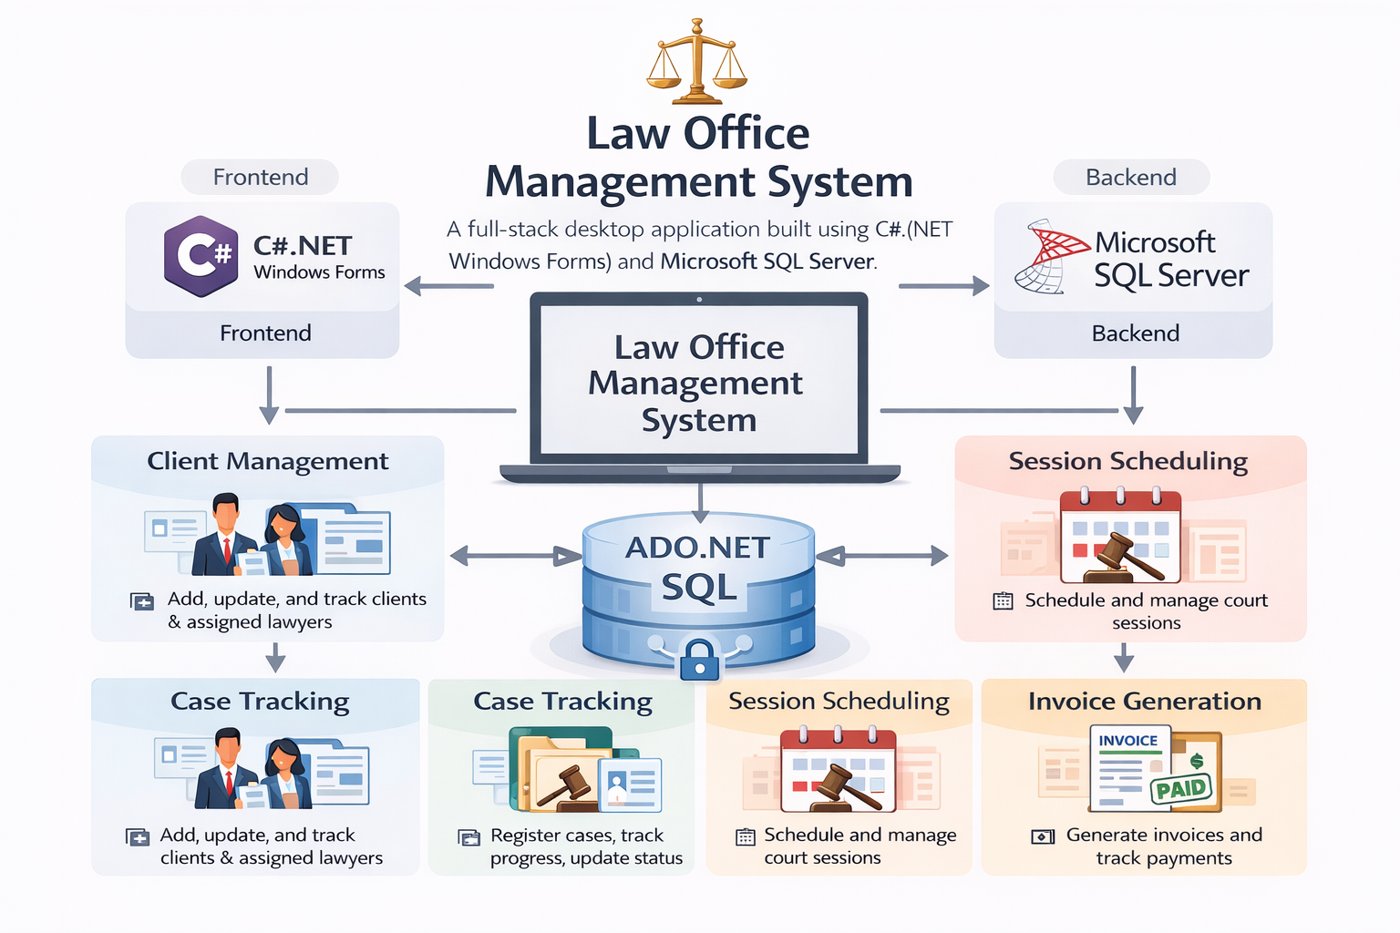 Law Office
Management System
A full-stack desktop application built using C#.(NET
Windows Forms) and Microsoft SQL Server.
Frontend
C#
C#.NET
Windows Forms
Frontend
Backend
Microsoft
SQL Server
Backend
Law Office
Management
System
Client Management
Add, update, and track clients
& assigned lawyers
ADO.NET
SQL
Session Scheduling
Schedule and manage court
sessions
Case Tracking
Add, update, and track
clients & assigned lawyers
Case Tracking
Register cases, track
progress, update status
Session Scheduling
Schedule and manage
court sessions
Invoice Generation
INVOICE
$
PAID
Generate invoices and
track payments